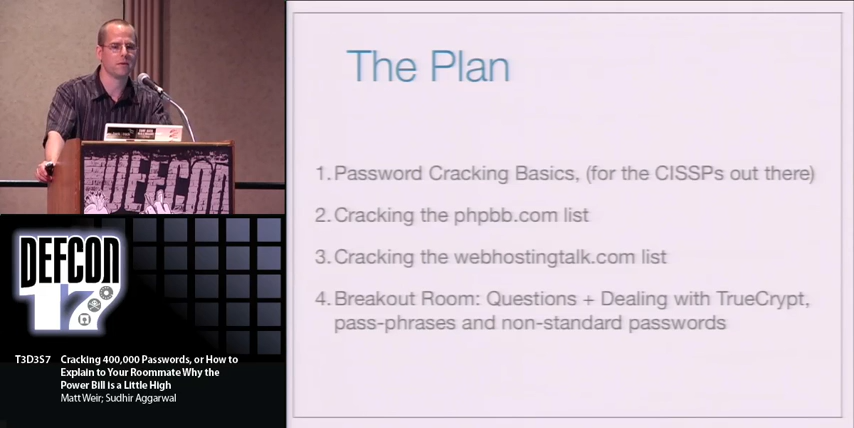 The Plan
1. Password Cracking Basics, (for the CISSPs out there)
2. Cracking the phpbb.com list
3. Cracking the webhostingtalk.com list
4. Breakout Room: Questions + Dealing with TrueCrypt,
pass-phrases and non-standard passwords
DEFCON
DEFCON
17
T3D3S7 Cracking 400,000 Passwords, or How to
Explain to Your Roommate Why the
Power Bill is a Little High
Matt Weir; Sudhir Aggarwal